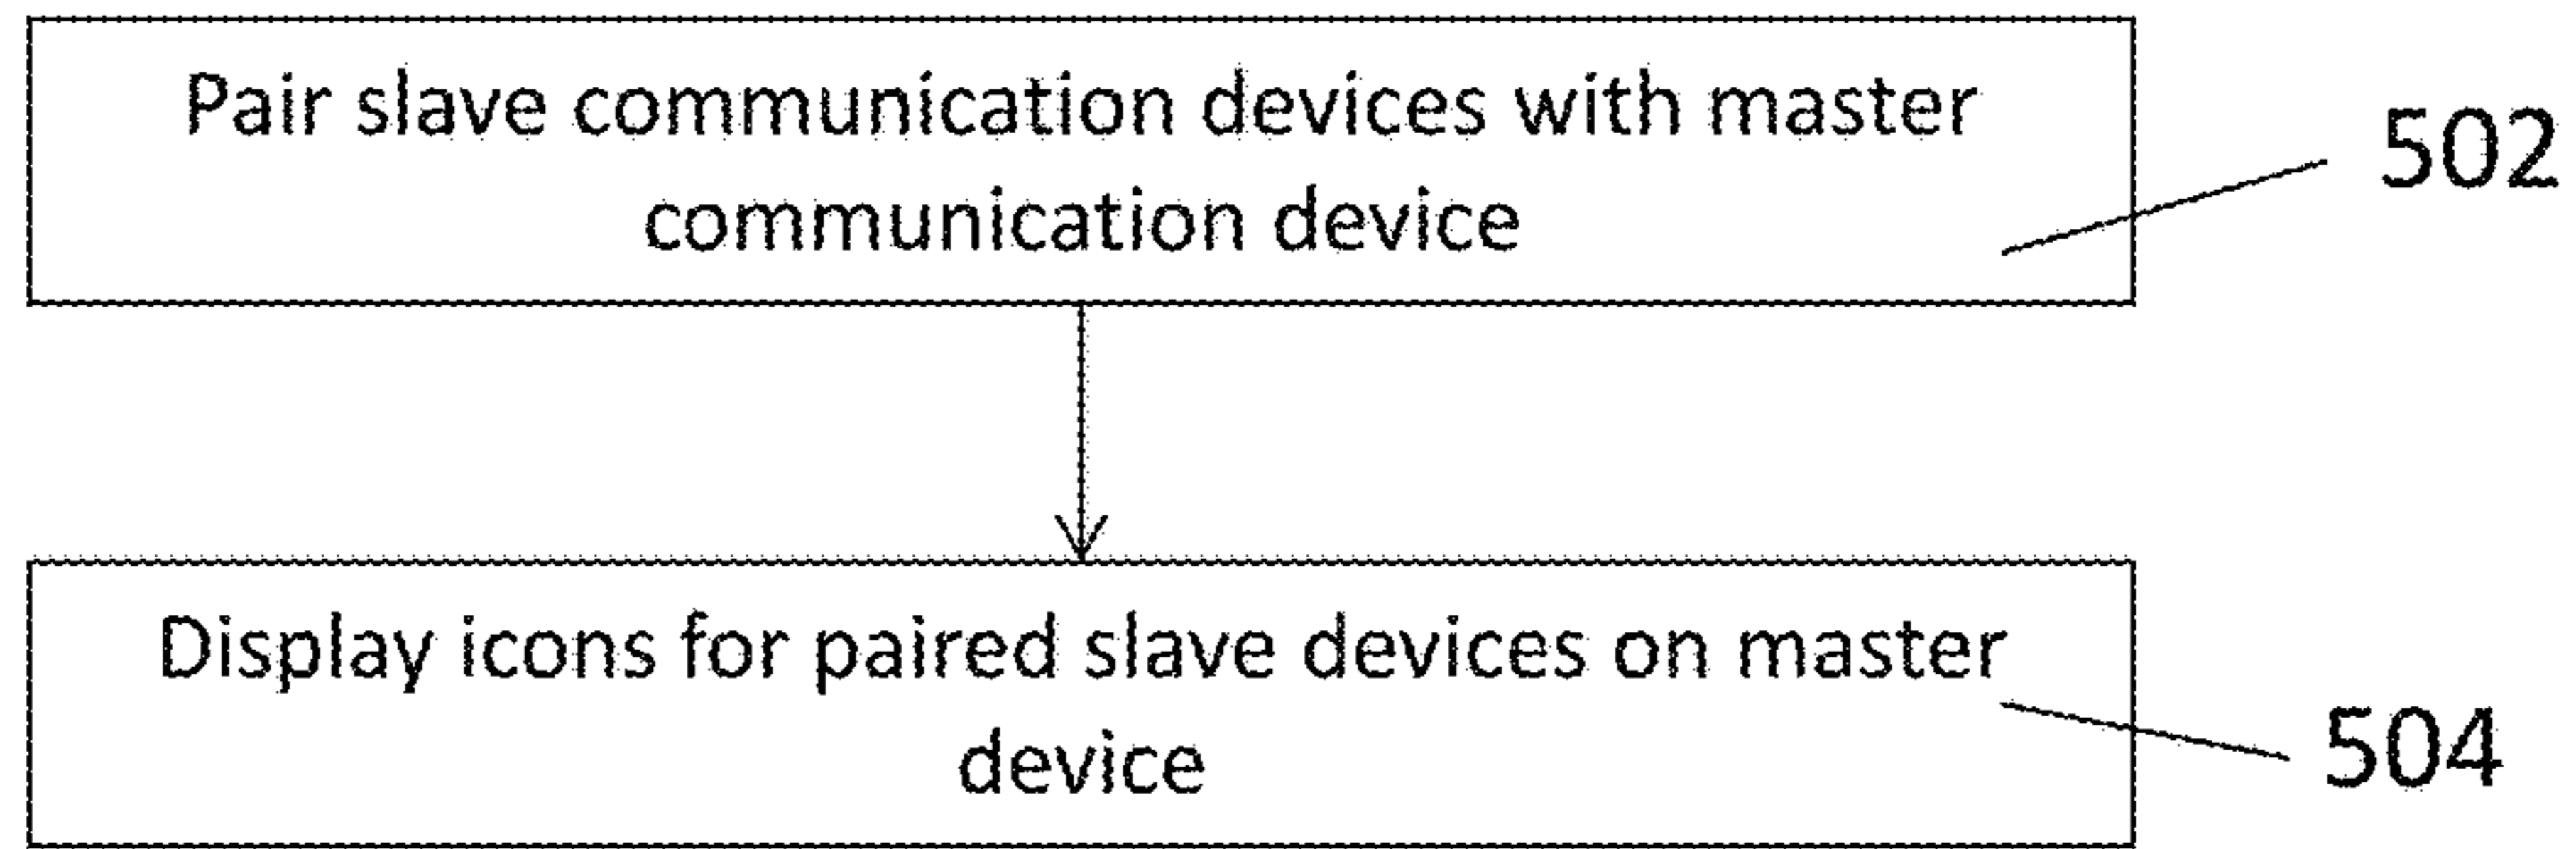 Pair slave communication devices with master
communication device
502
Display icons for paired slave devices on master
device
504